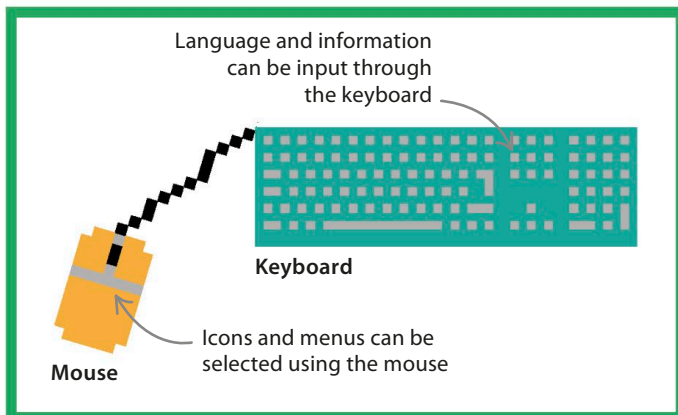 Language and information
can be input through
the keyboard
Keyboard
Icons and menus can be
selected using the mouse
Mouse